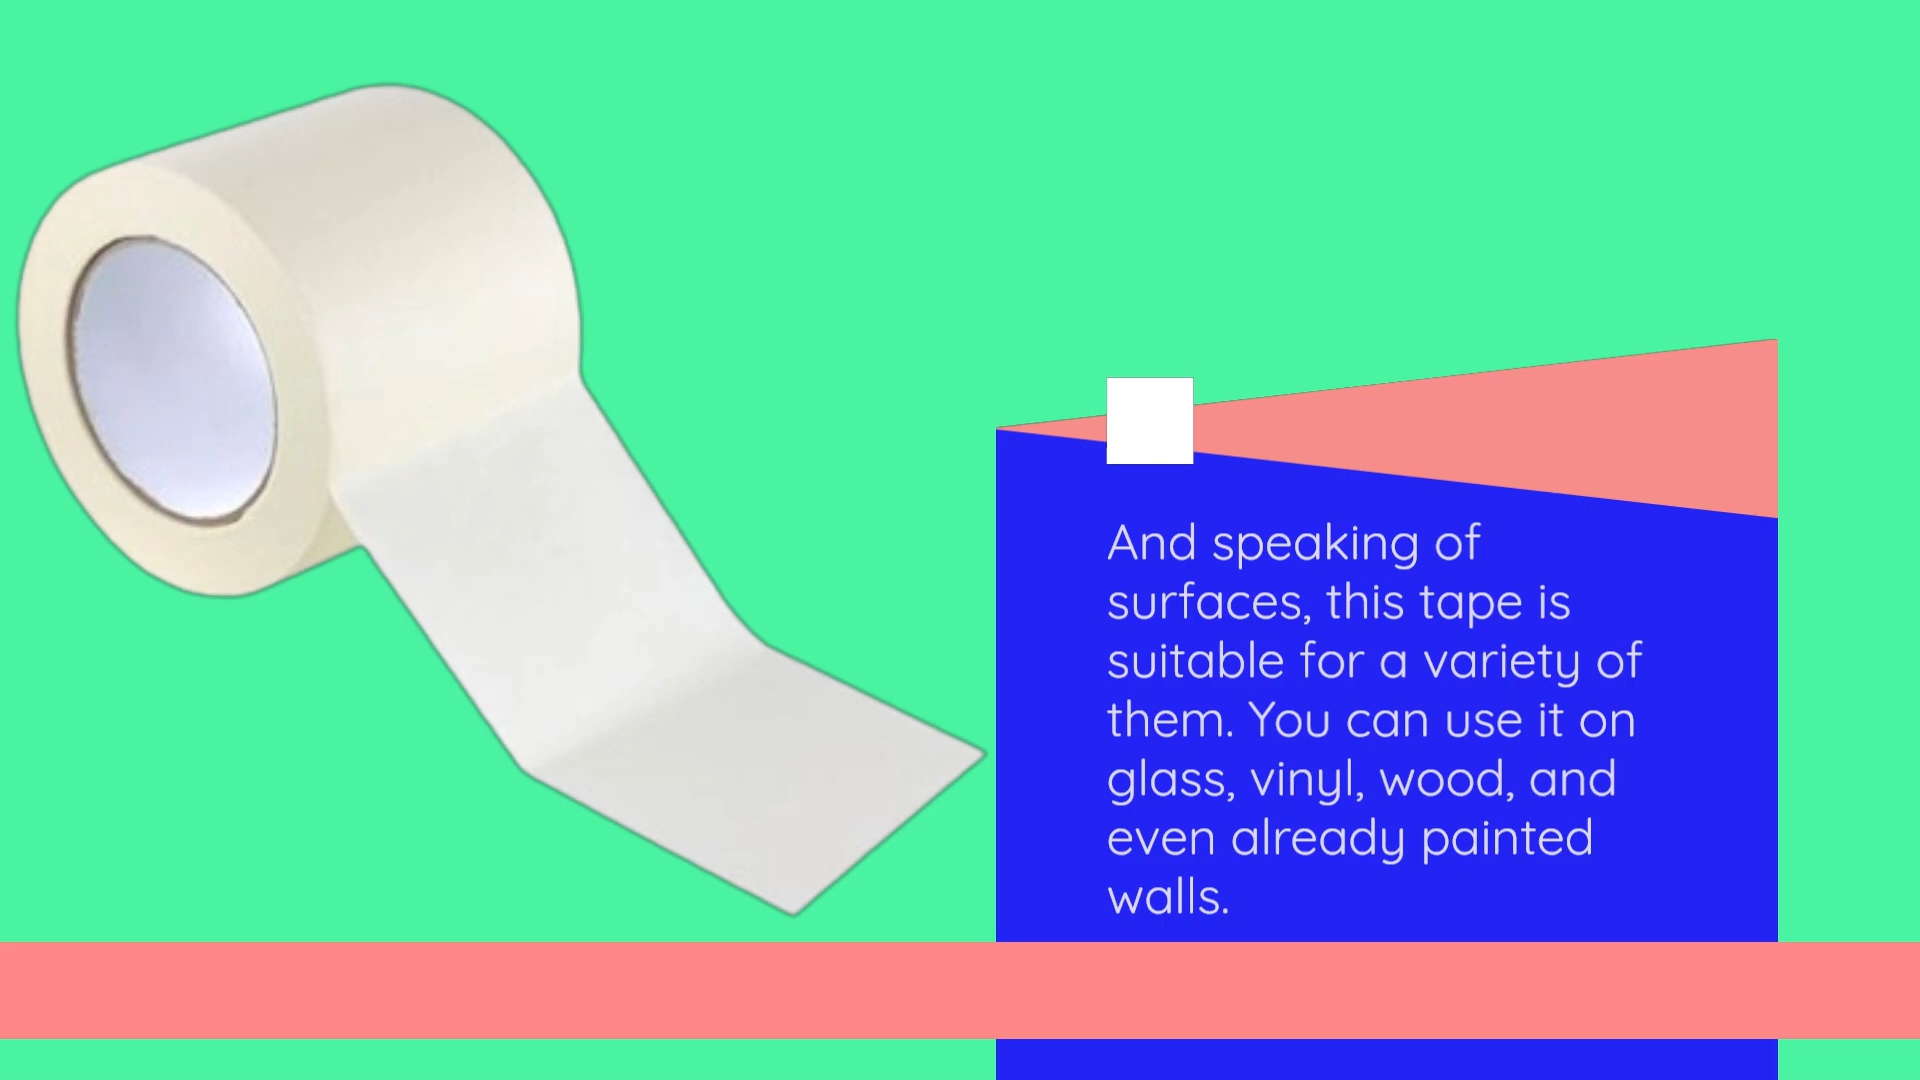 And speaking of
surfaces, this tape is
suitable for a variety of
them. You can use it on
glass, vinyl, wood, and
even already painted
walls.